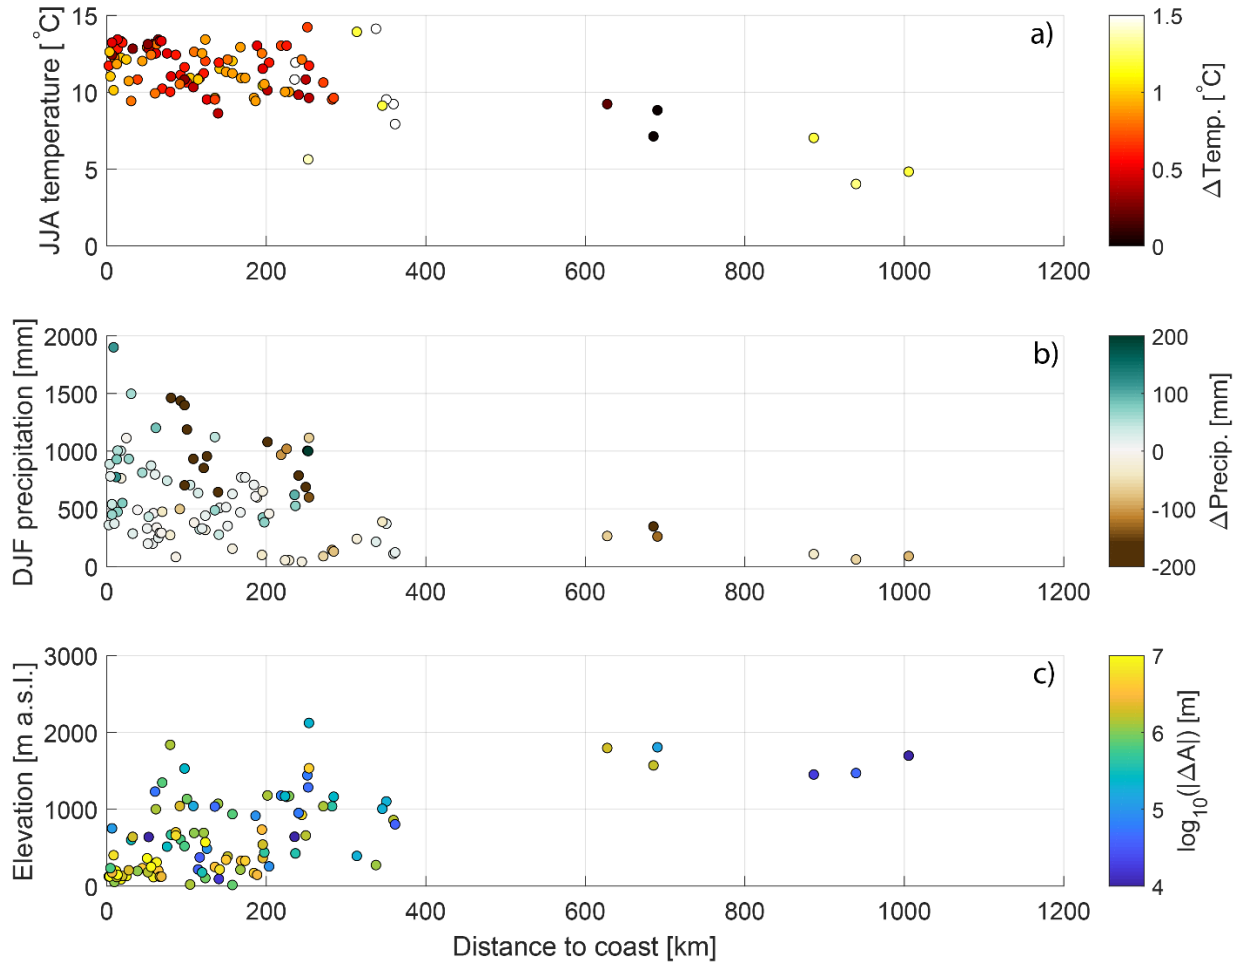 15
10
5
0
JJA temperature [°C]
a)
0 200 400 600 800 1000 1200
1.5
1
0.5
0
ΔTemp. [°C]
2000
1500
1000
500
0
DJF precipitation [mm]
b)
0 200 400 600 800 1000 1200
200
100
0
-100
-200
ΔPrecip. [mm]
3000
2000
1000
0
Elevation [m a.s.l.]
c)
0 200 400 600 800 1000 1200
Distance to coast [km]
7
6
5
4
log10(|ΔA|) [m]